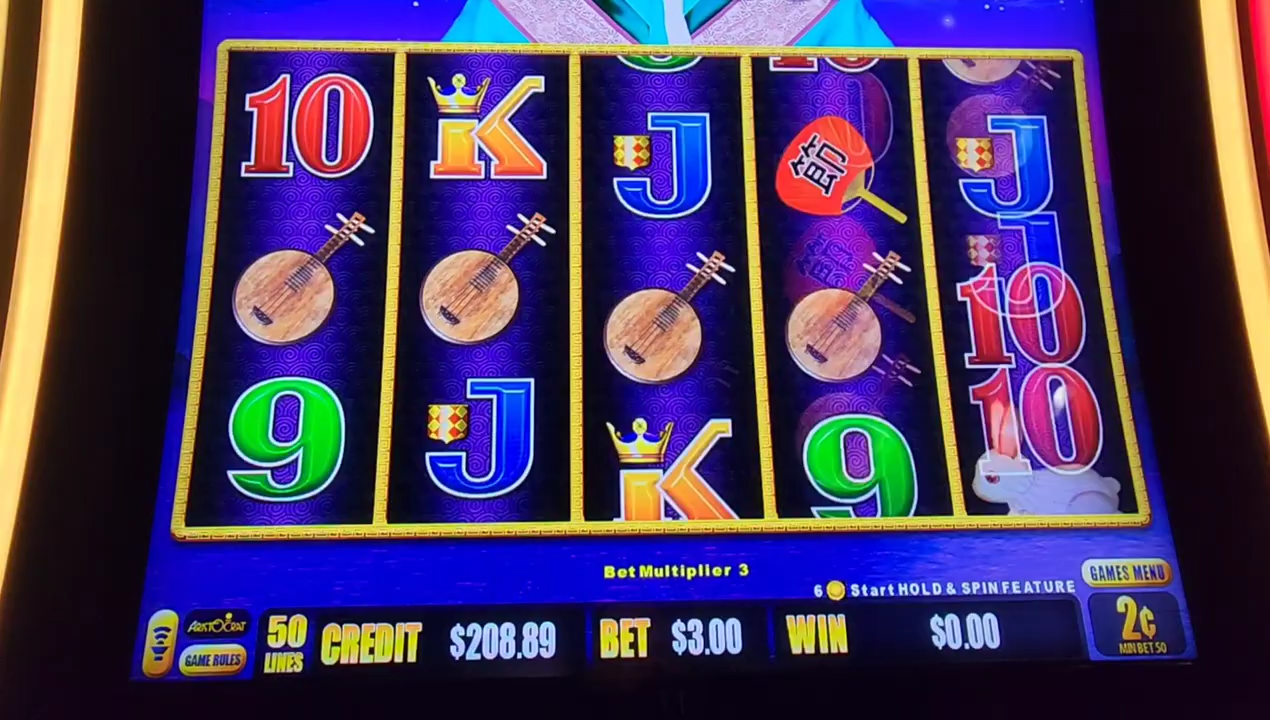 10 K J J
節
10
10
9 J K 9
Bet Multiplier 3
6 Start HOLD & SPIN FEATURE
GAMES MENU
ARISTOCRAT
GAME RULES
50 LINES
CREDIT $208.89
BET $3.00
WIN $0.00
2¢
MIN BET 50